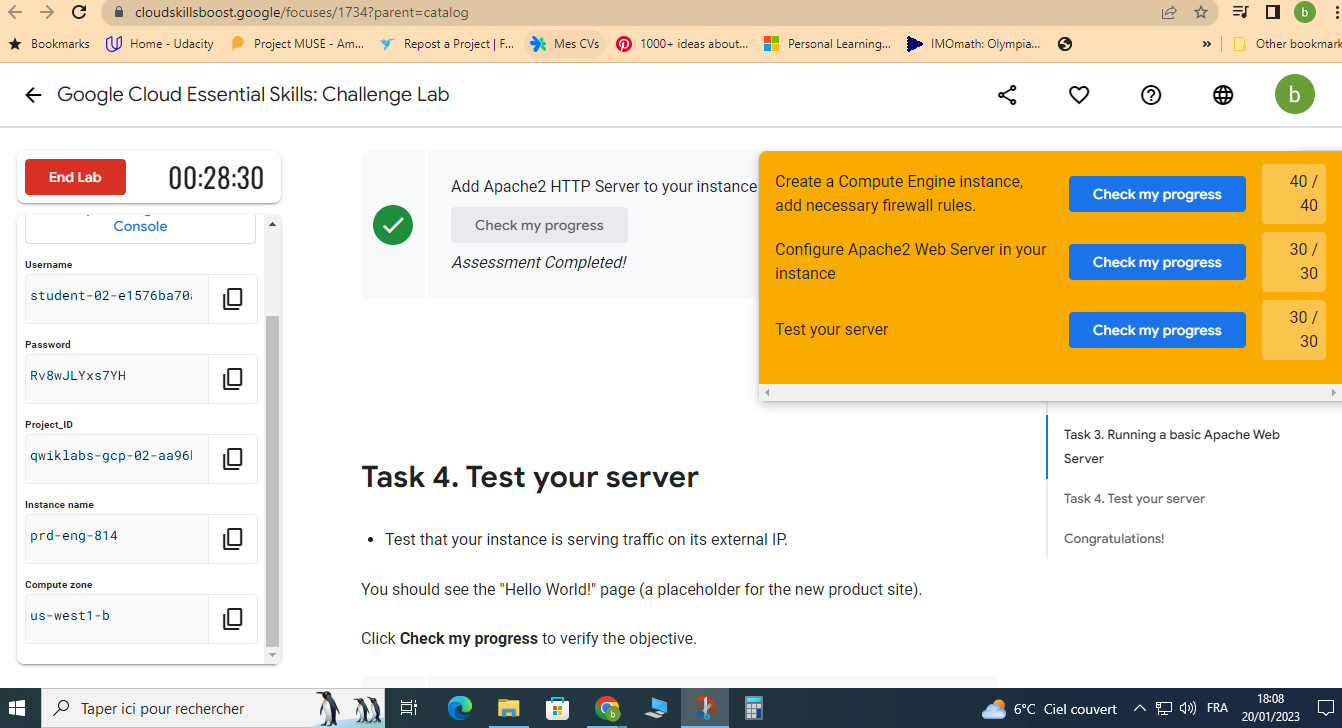 cloudskillsboost.google/focuses/1734?parent=catalog
b
Bookmarks
Home - Udacity
Project MUSE - Am...
Repost a Project | F...
Mes CVs
1000+ ideas about...
Personal Learning...
IMOmath: Olympia...
»
Other bookmark
Google Cloud Essential Skills: Challenge Lab
b
End Lab
00:28:30
Console
Username
student-02-e1576ba70
Password
Rv8wJLYxs7YH
Project_ID
qwiklabs-gcp-02-aa96
Instance name
prd-eng-814
Compute zone
us-west1-b
Add Apache2 HTTP Server to your instance
Check my progress
Assessment Completed!
Create a Compute Engine instance,
add necessary firewall rules.
Check my progress
40 /
40
Configure Apache2 Web Server in your
instance
Check my progress
30 /
30
Test your server
Check my progress
30 /
30
Task 3. Running a basic Apache Web
Server
Task 4. Test your server
Congratulations!
Task 4. Test your server
• Test that your instance is serving traffic on its external IP.
You should see the "Hello World!" page (a placeholder for the new product site).
Click Check my progress to verify the objective.
Taper ici pour rechercher
6°C Ciel couvert
FRA
18:08
20/01/2023